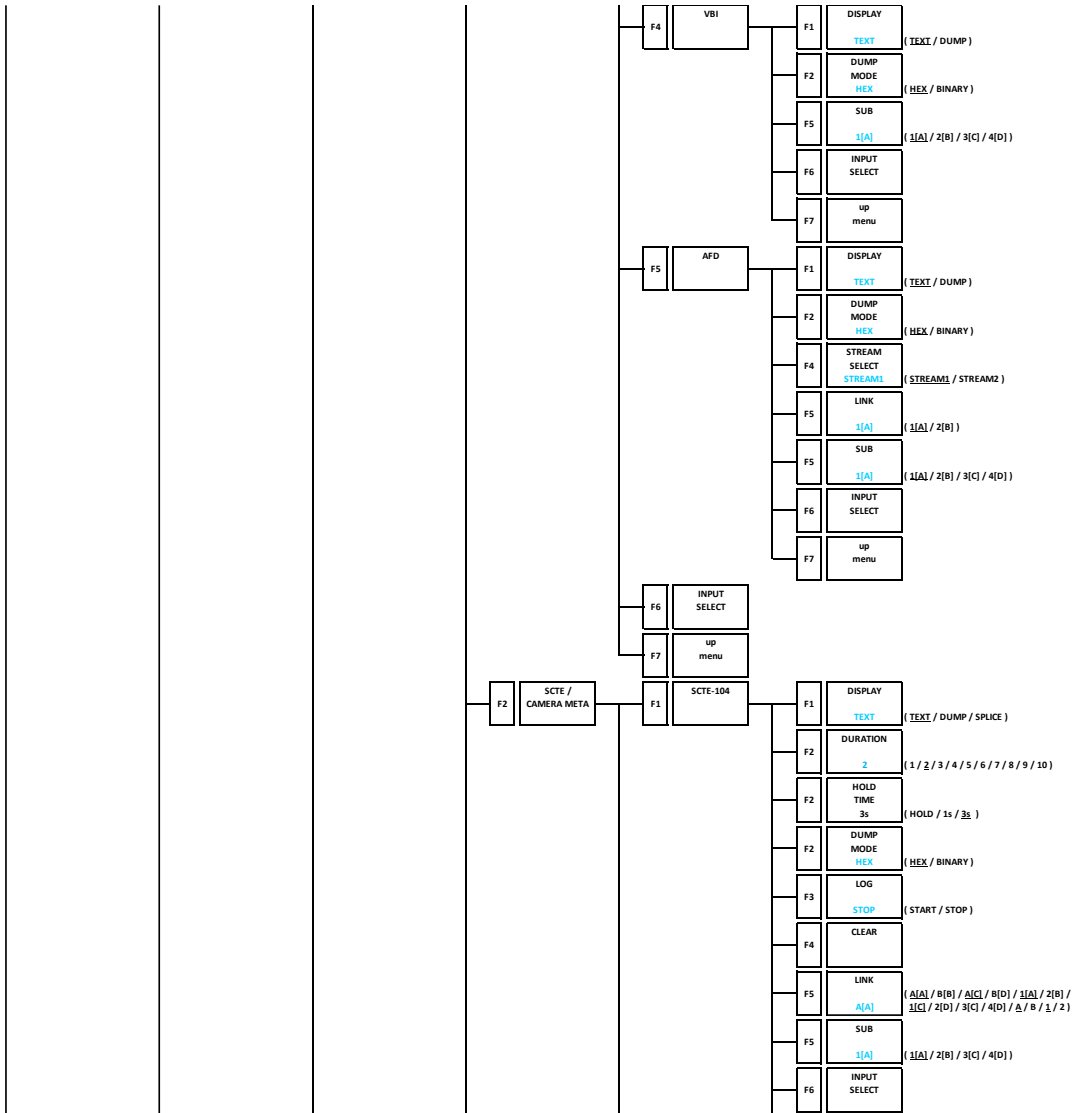 F4
VBI
F1
DISPLAY
TEXT
( TEXT / DUMP )
F2
DUMP
MODE
HEX
( HEX / BINARY )
F5
SUB
1[A]
( 1[A] / 2[B] / 3[C] / 4[D] )
F6
INPUT
SELECT
F7
up
menu
F5
AFD
F1
DISPLAY
TEXT
( TEXT / DUMP )
F2
DUMP
MODE
HEX
( HEX / BINARY )
F4
STREAM
SELECT
STREAM1
( STREAM1 / STREAM2 )
F5
LINK
1[A]
( 1[A] / 2[B] )
F5
SUB
1[A]
( 1[A] / 2[B] / 3[C] / 4[D] )
F6
INPUT
SELECT
F7
up
menu
F6
INPUT
SELECT
F7
up
menu
F2
SCTE /
CAMERA META
F1
SCTE-104
F1
DISPLAY
TEXT
( TEXT / DUMP / SPLICE )
F2
DURATION
2
( 1 / 2 / 3 / 4 / 5 / 6 / 7 / 8 / 9 / 10 )
F2
HOLD
TIME
3s
( HOLD / 1s / 3s )
F2
DUMP
MODE
HEX
( HEX / BINARY )
F3
LOG
STOP
( START / STOP )
F4
CLEAR
F5
LINK
A[A]
( A[A] / B[B] / A[C] / B[D] / 1[A] / 2[B] /
1[C] / 2[D] / 3[C] / 4[D] / A / B / 1 / 2 )
F5
SUB
1[A]
( 1[A] / 2[B] / 3[C] / 4[D] )
F6
INPUT
SELECT